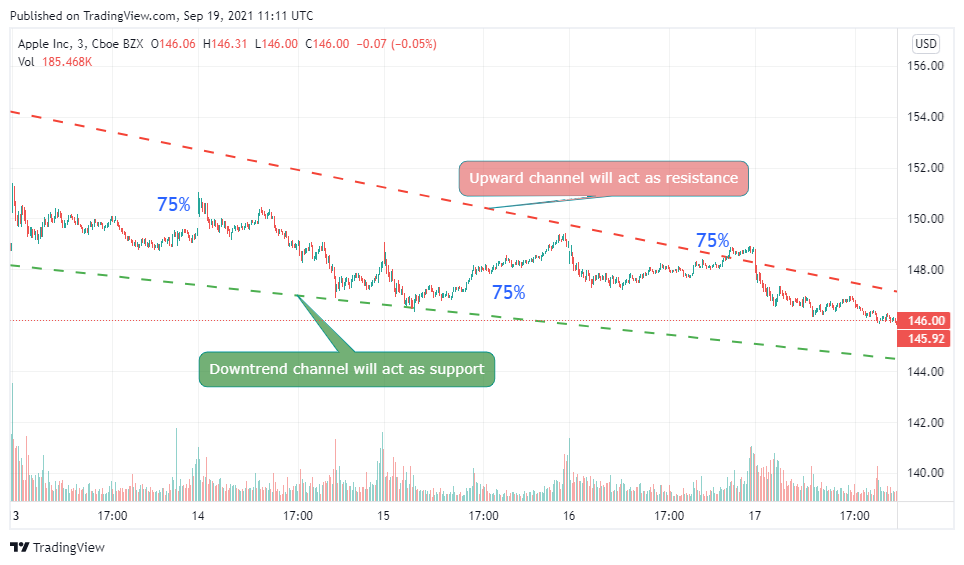 Published on TradingView.com, Sep 19, 2021 11:11 UTC
Apple Inc, 3, Cboe BZX O146.06 H146.31 L146.00 C146.00 −0.07 (−0.05%)
Vol 185.468K
USD
156.00
154.00
152.00
150.00
148.00
146.00
145.92
144.00
142.00
140.00
Upward channel will act as resistance
75%
75%
75%
Downtrend channel will act as support
3 17:00 14 17:00 15 17:00 16 17:00 17 17:00
TradingView